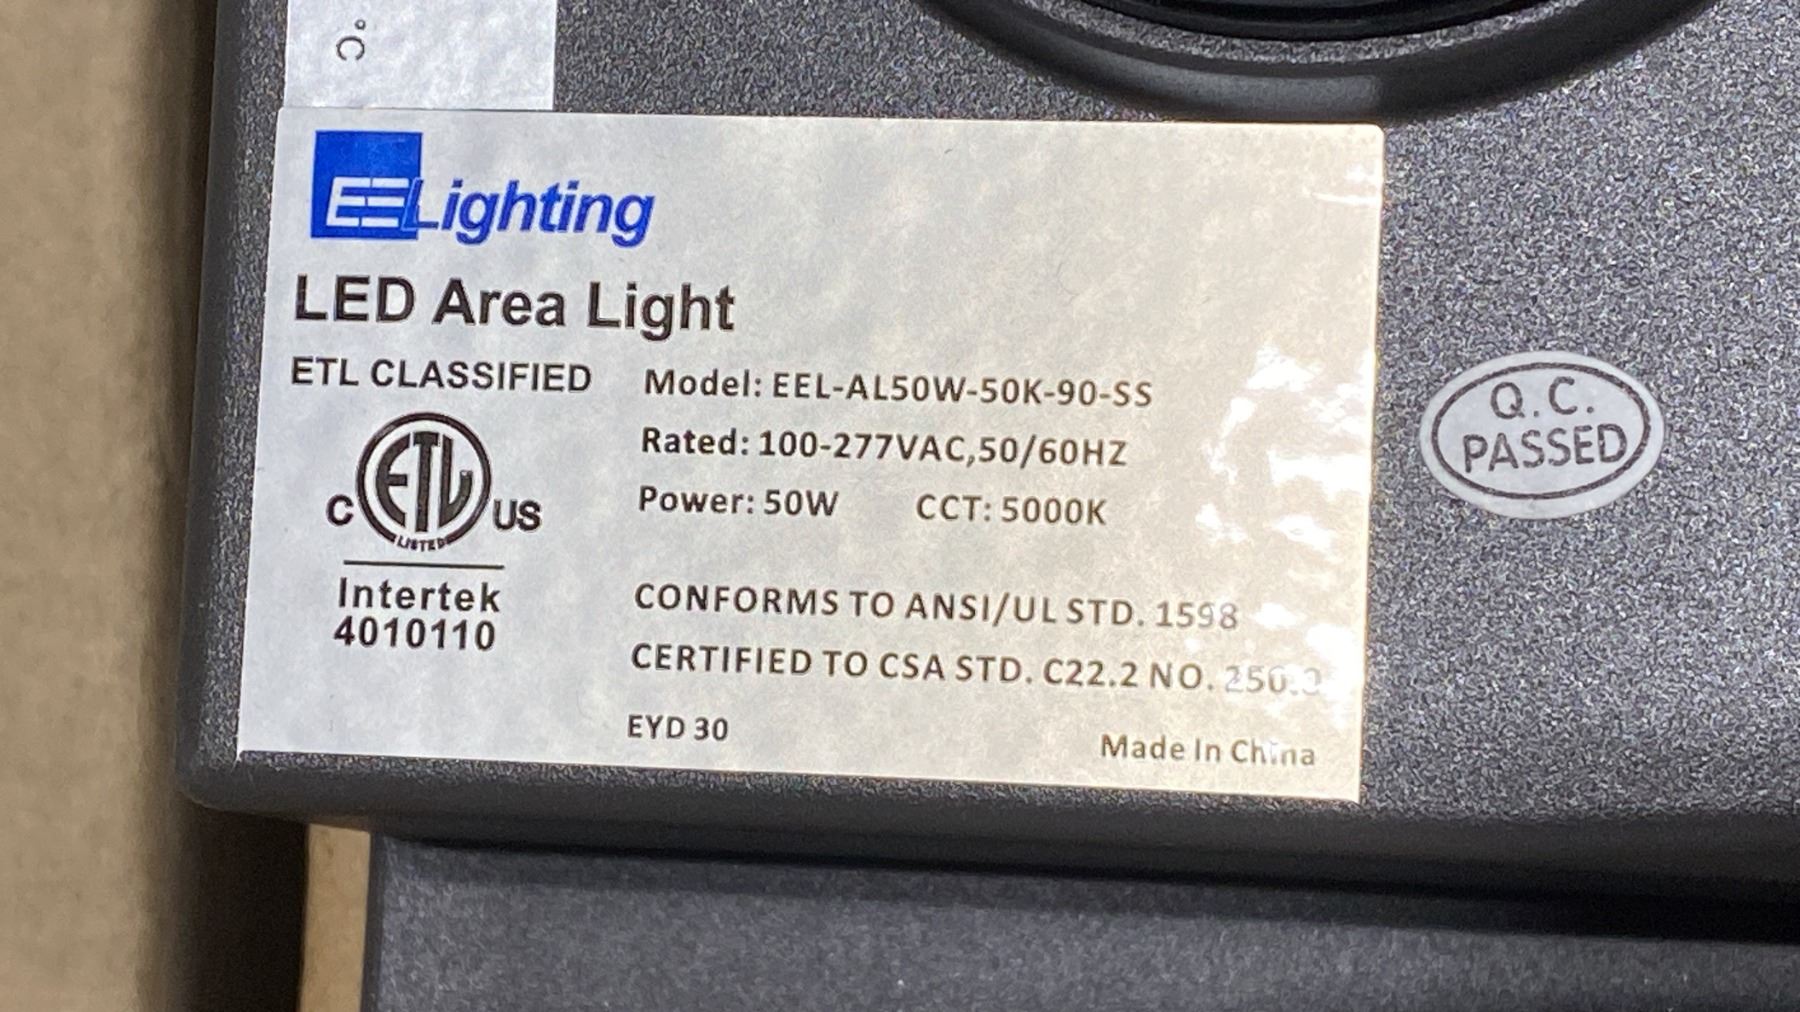 °C
EELighting
LED Area Light
ETL CLASSIFIED
Model: EEL-AL50W-50K-90-SS
Rated: 100-277VAC,50/60HZ
Power: 50W CCT: 5000K
C ETL US
LISTED
Intertek
4010110
CONFORMS TO ANSI/UL STD. 1598
CERTIFIED TO CSA STD. C22.2 NO.
EYD 30
Made In China
Q.C.
PASSED